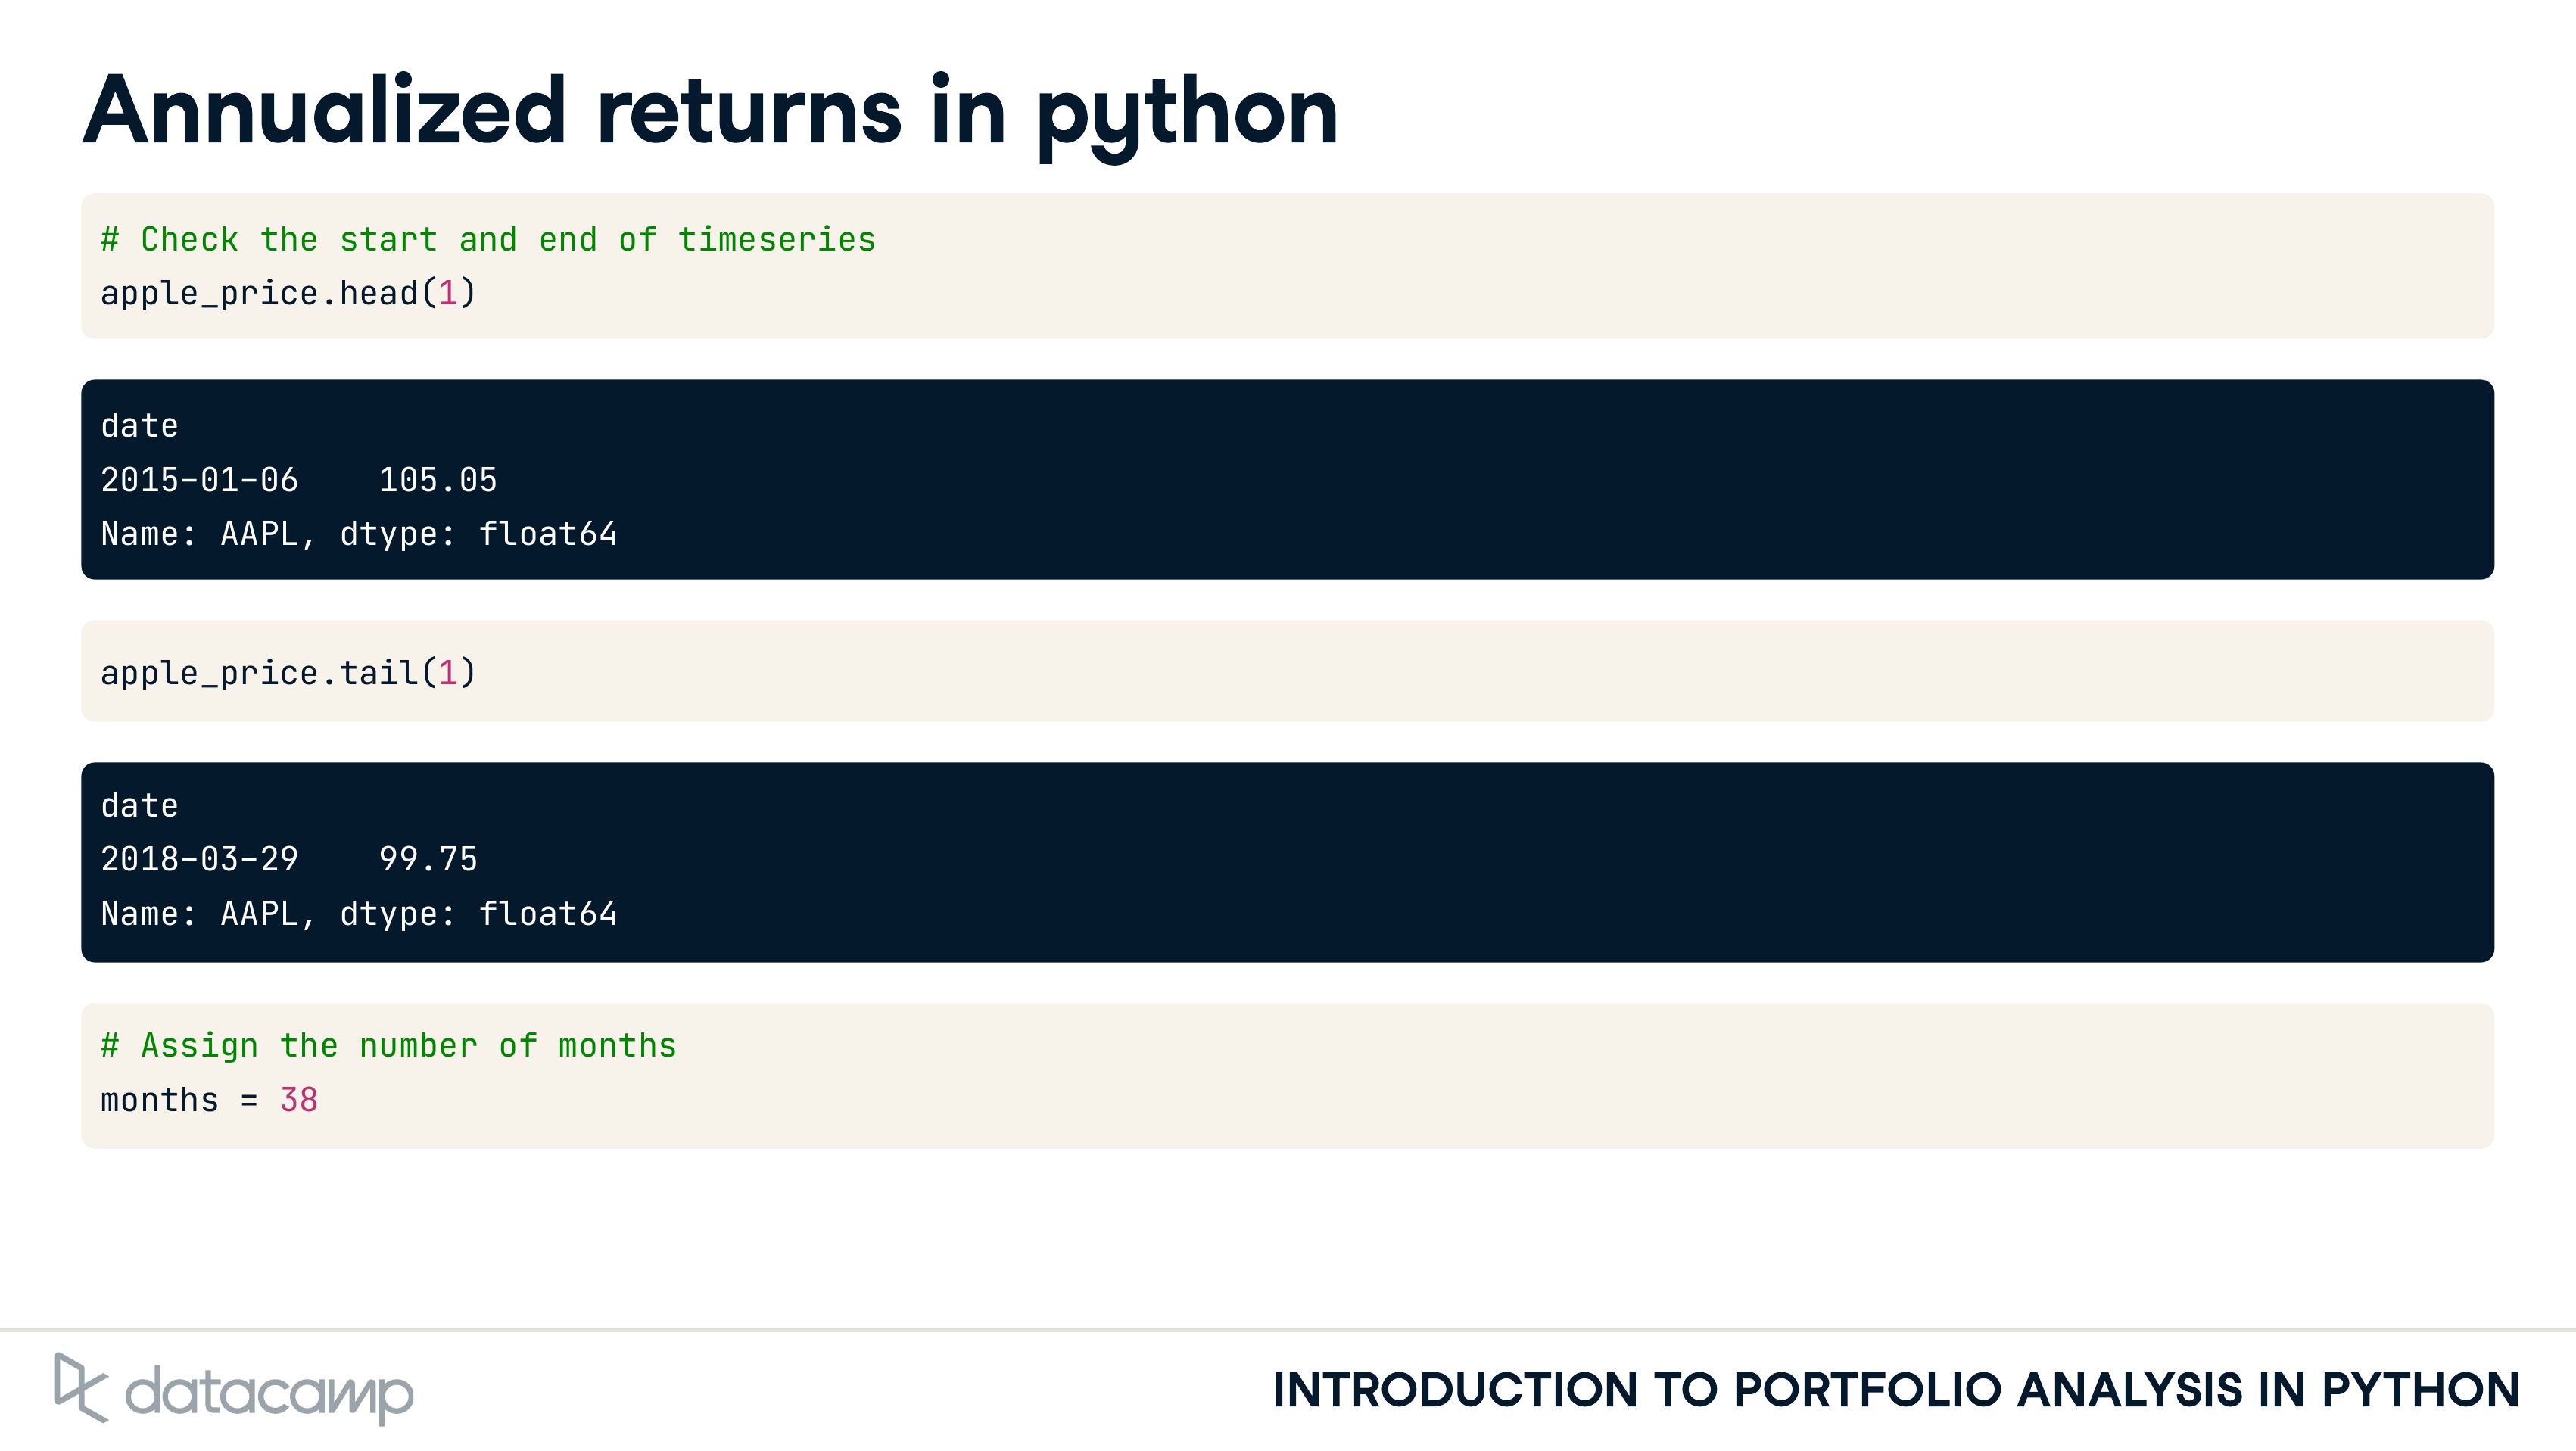 Annualized returns in python
# Check the start and end of timeseries
apple_price.head(1)
date
2015-01-06    105.05
Name: AAPL, dtype: float64
apple_price.tail(1)
date
2018-03-29    99.75
Name: AAPL, dtype: float64
# Assign the number of months
months = 38
datacamp
INTRODUCTION TO PORTFOLIO ANALYSIS IN PYTHON